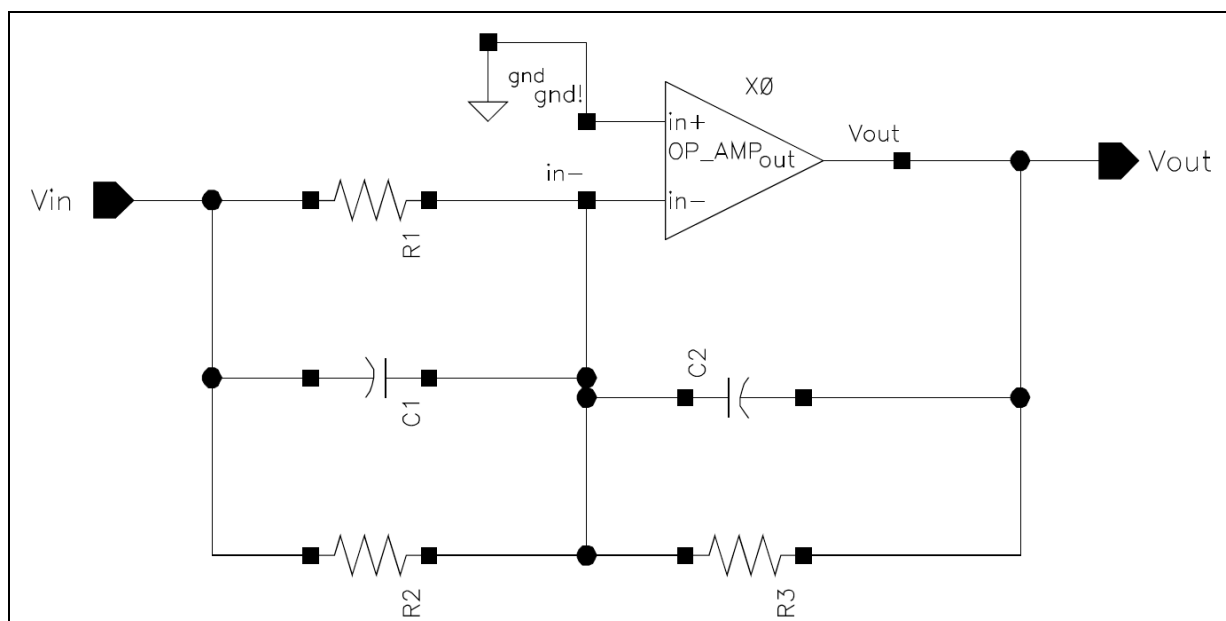 gnd
gnd!
X0
in+
OP_AMP
out
in-
Vout
Vout
Vin
in-
R1
C1
C2
R2
R3